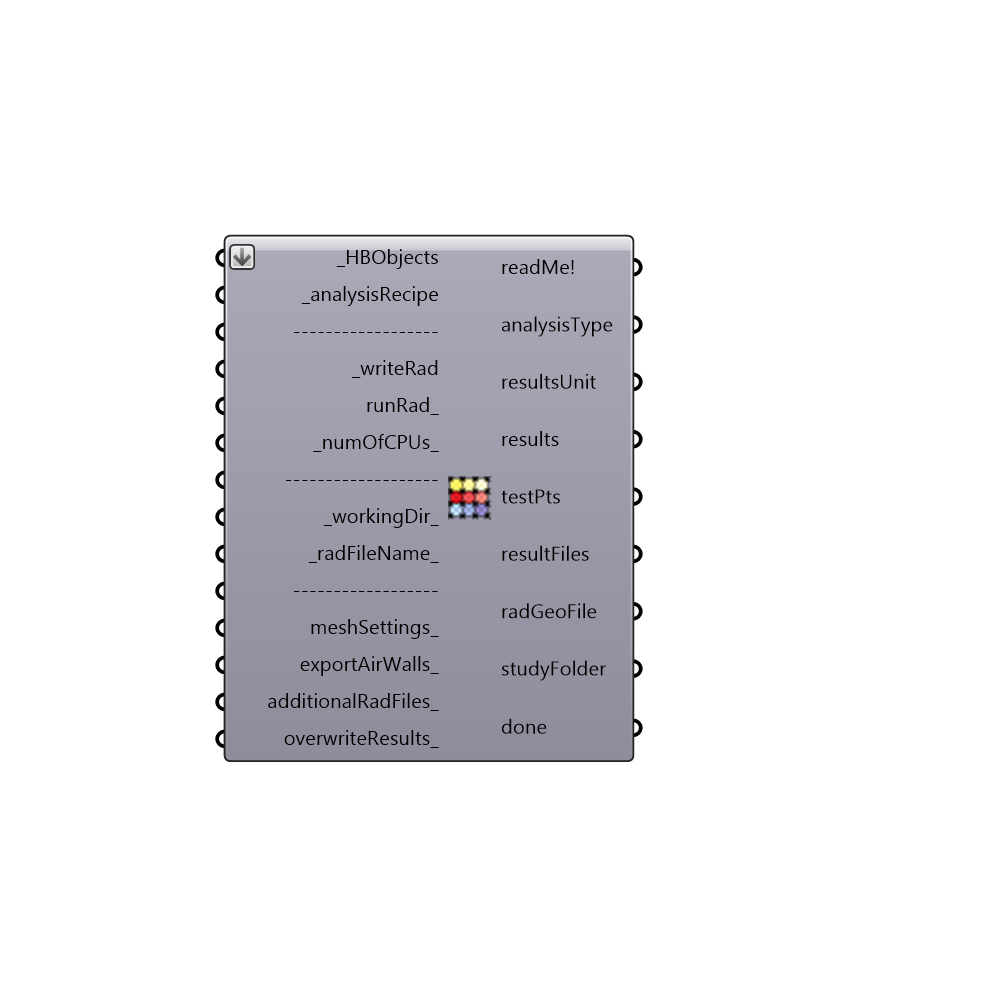 _HBObjects
_analysisRecipe
------------------
_writeRad
runRad_
_numOfCPUs_
-------------------
_workingDir_
_radFileName_
------------------
meshSettings_
exportAirWalls_
additionalRadFiles_
overwriteResults_
readMe!
analysisType
resultsUnit
results
testPts
resultFiles
radGeoFile
studyFolder
done